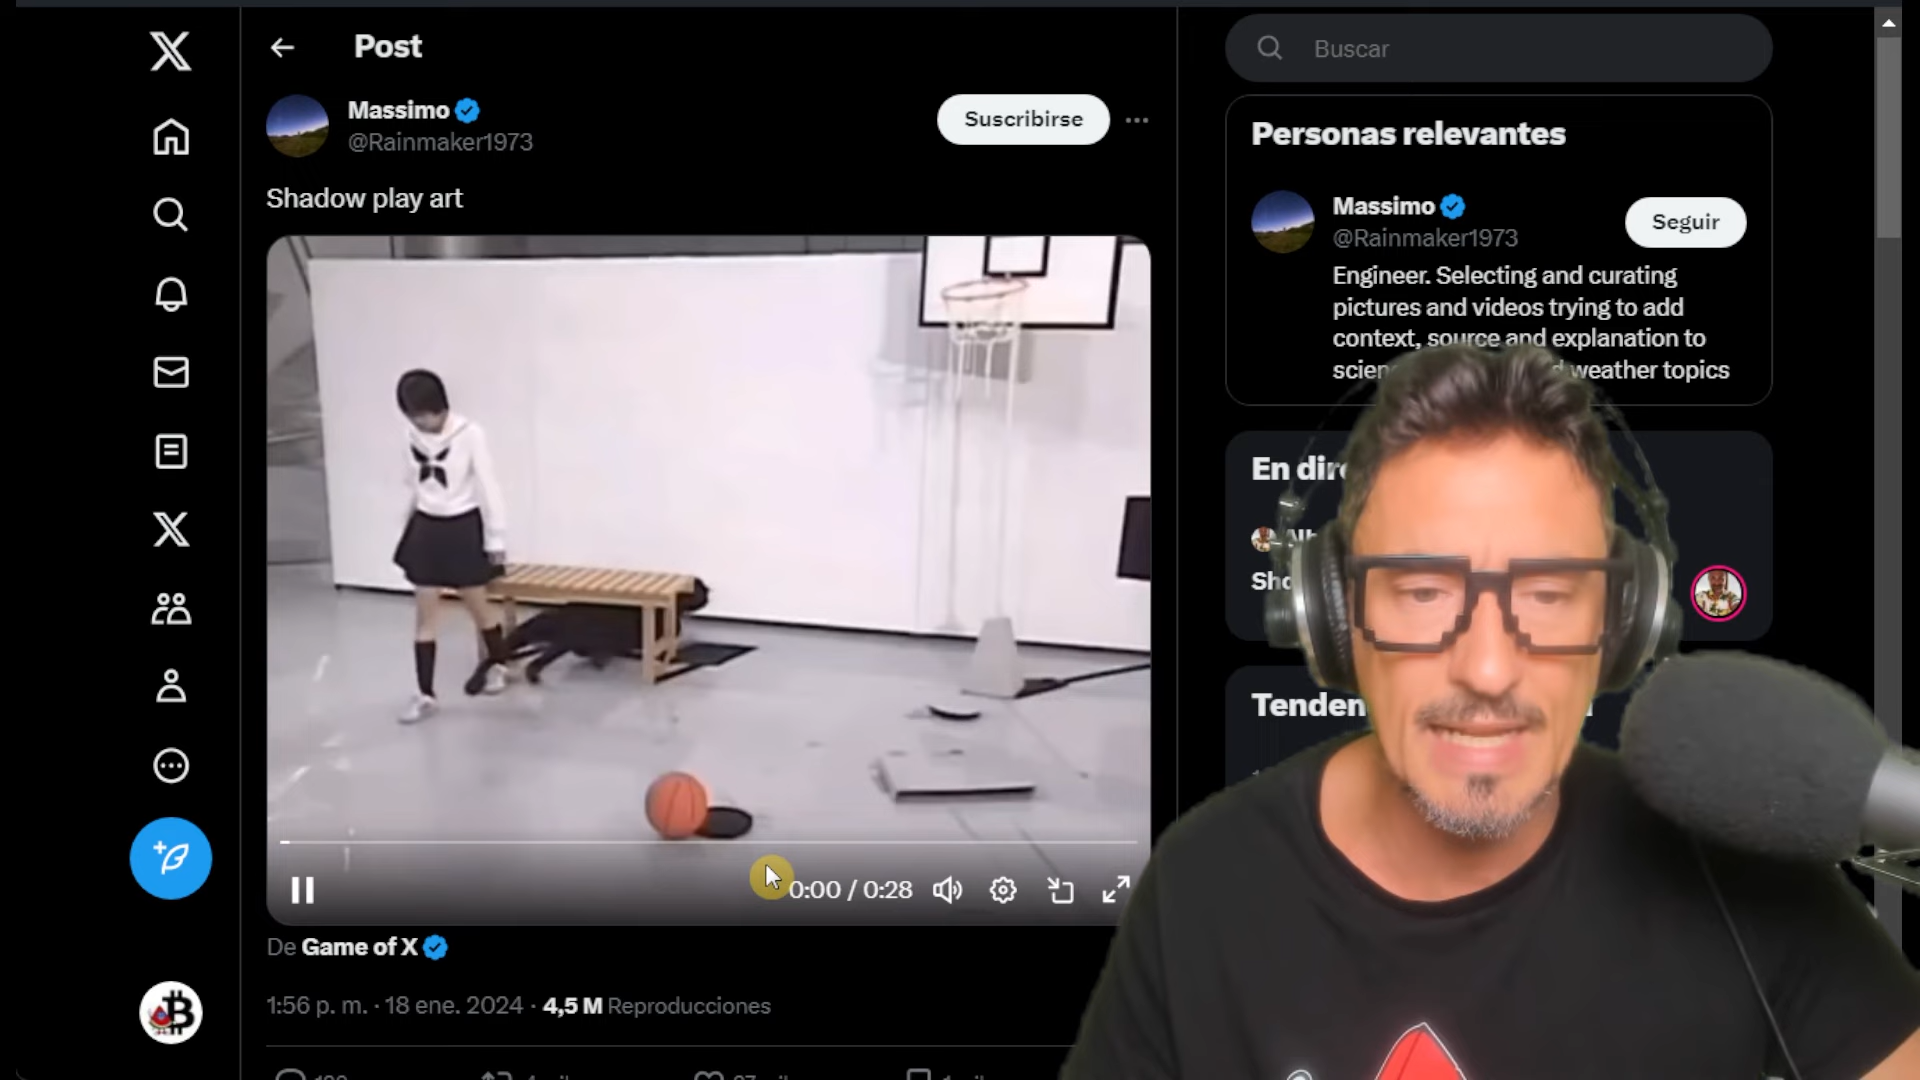 Post
Massimo
@Rainmaker1973
Suscribirse
Shadow play art
0:00 / 0:28
De Game of X
1:56 p. m. · 18 ene. 2024 · 4,5 M Reproducciones
Buscar
Personas relevantes
Massimo
@Rainmaker1973
Seguir
Engineer. Selecting and curating
pictures and videos trying to add
context, source and explanation to
weather topics
En